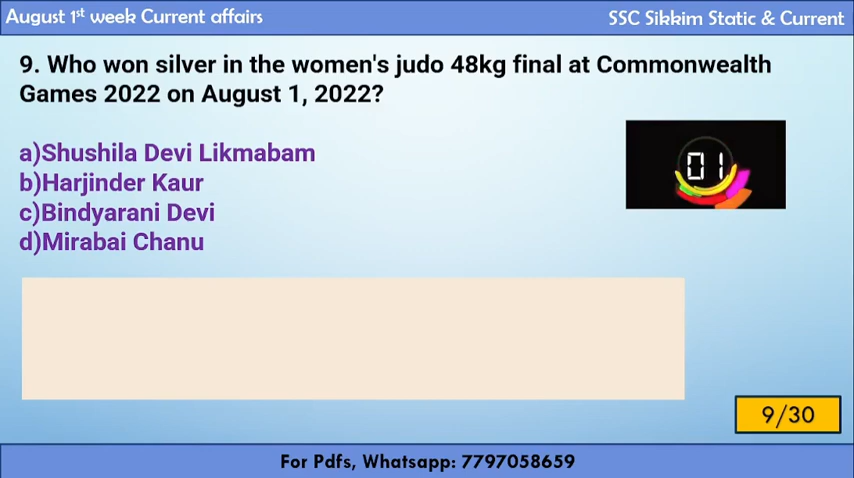 August 1st week Current affairs
SSC Sikkim Static & Current
9. Who won silver in the women's judo 48kg final at Commonwealth
Games 2022 on August 1, 2022?
a)Shushila Devi Likmabam
b)Harjinder Kaur
c)Bindyarani Devi
d)Mirabai Chanu
01
9/30
For Pdfs, Whatsapp: 7797058659